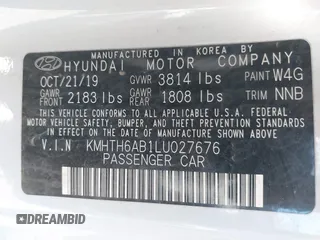 MANUFACTURED IN KOREA BY
HYUNDAI MOTOR COMPANY
OCT/21/19 GVWR 3814 lbs PAINT W4G
GAWR FRONT 2183 lbs GAWR REAR 1808 lbs TRIM NNB
THIS VEHICLE CONFORMS TO ALL APPLICABLE U.S. FEDERAL
MOTOR VEHICLE SAFETY, BUMPER, AND THEFT PREVENTION
STANDARDS IN EFFECT ON THE DATE OF MANUFACTURE
SHOWN ABOVE.
V.I.N KMHTH6AB1LU027676
PASSENGER CAR
DREAMBID